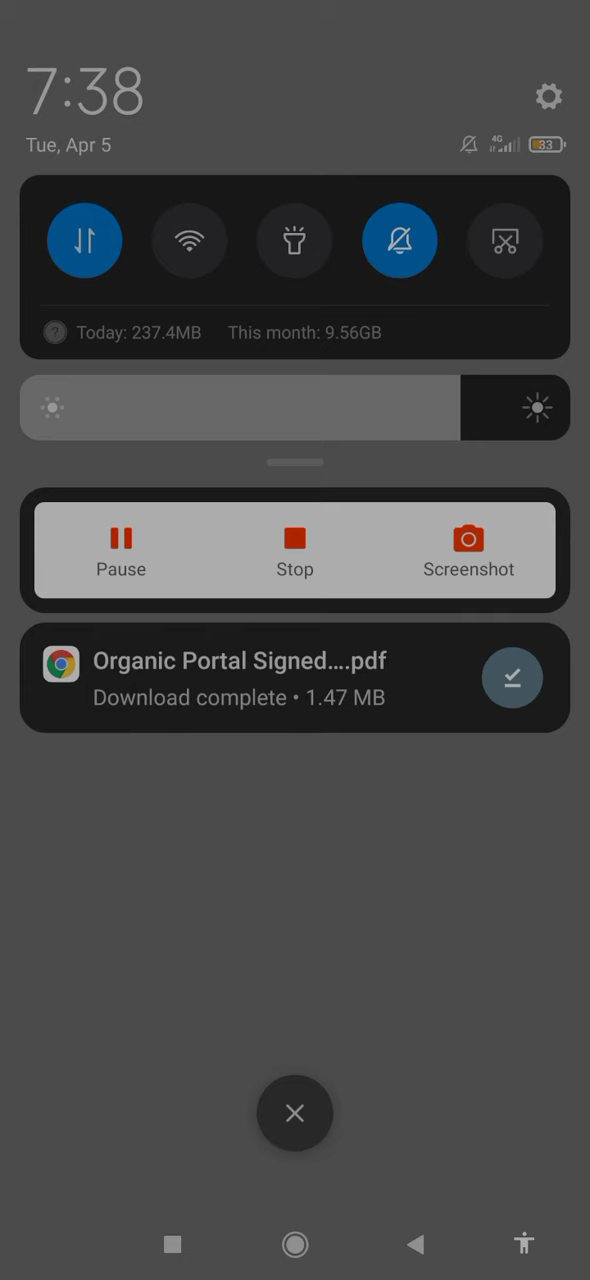 7:38
Tue, Apr 5
4G
33
Today: 237.4MB This month: 9.56GB
Pause Stop Screenshot
Organic Portal Signed....pdf
Download complete • 1.47 MB